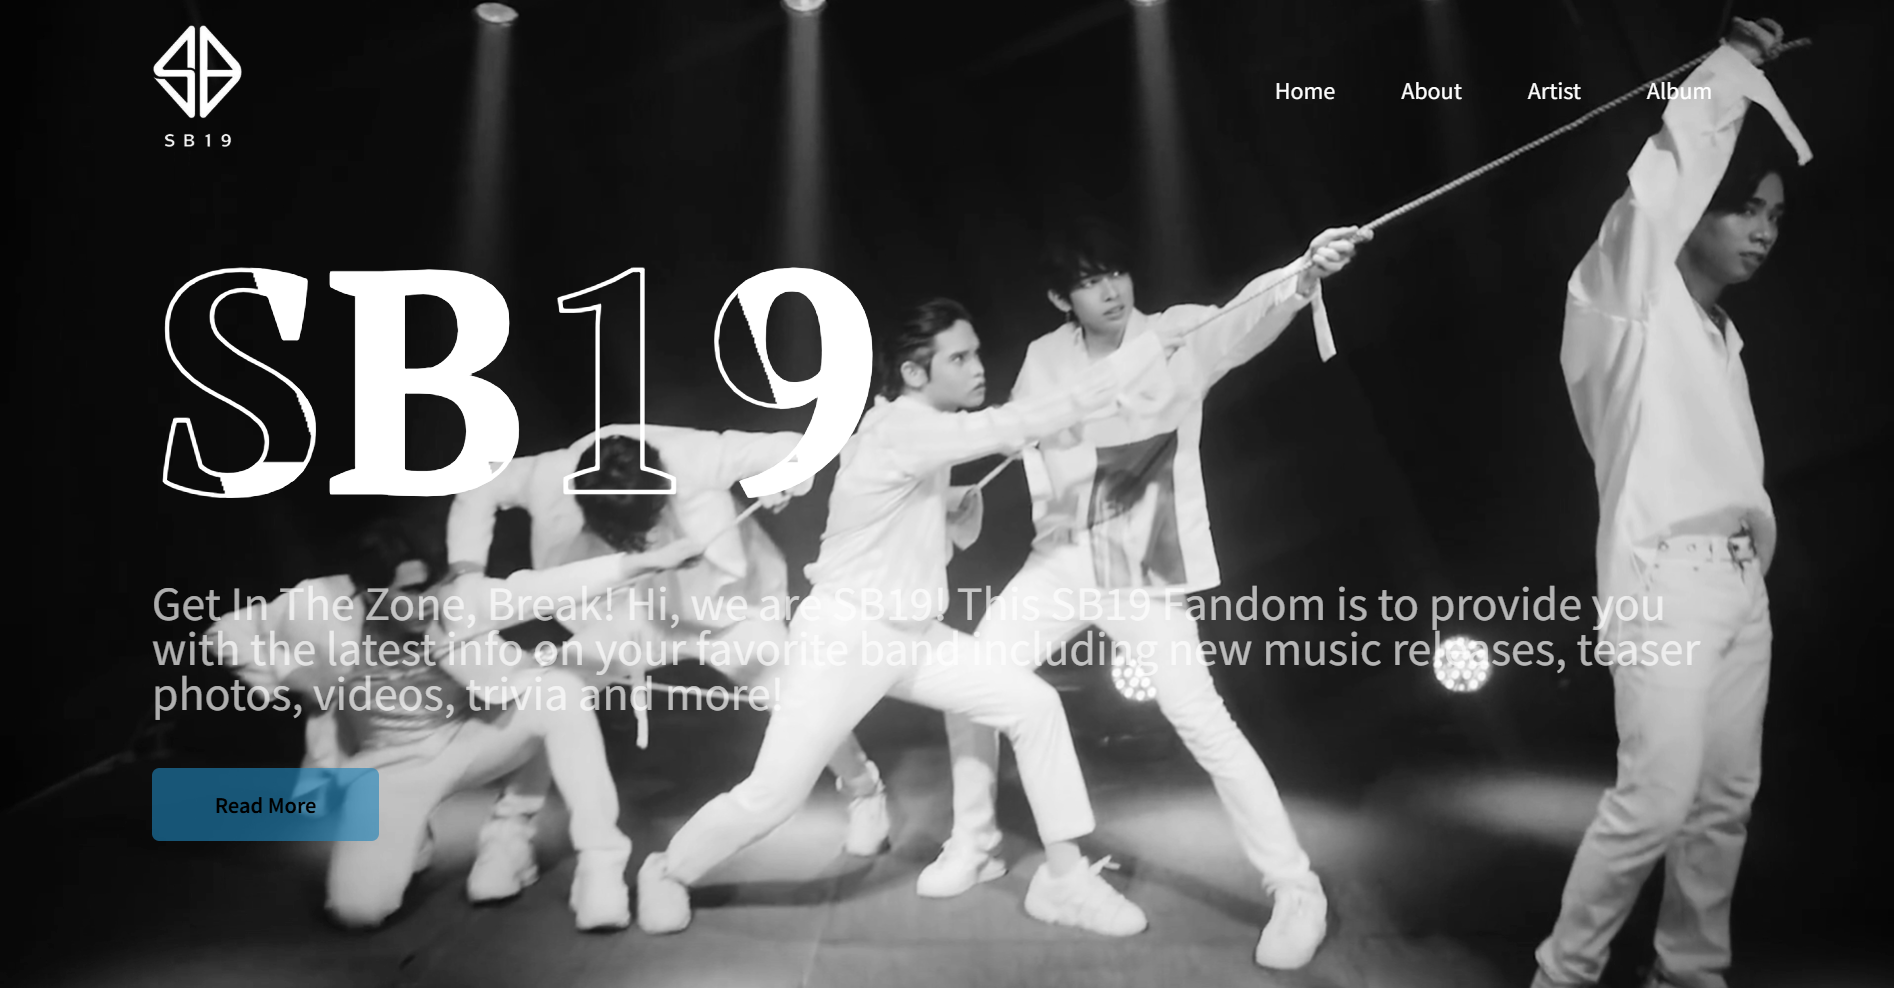 SB19
Home
About
Artist
Album
SB19
Get In The Zone, Break! Hi, we are SB19! This SB19 Fandom is to provide you
with the latest info on your favorite band including new music releases, teaser
photos, videos, trivia and more!
Read More